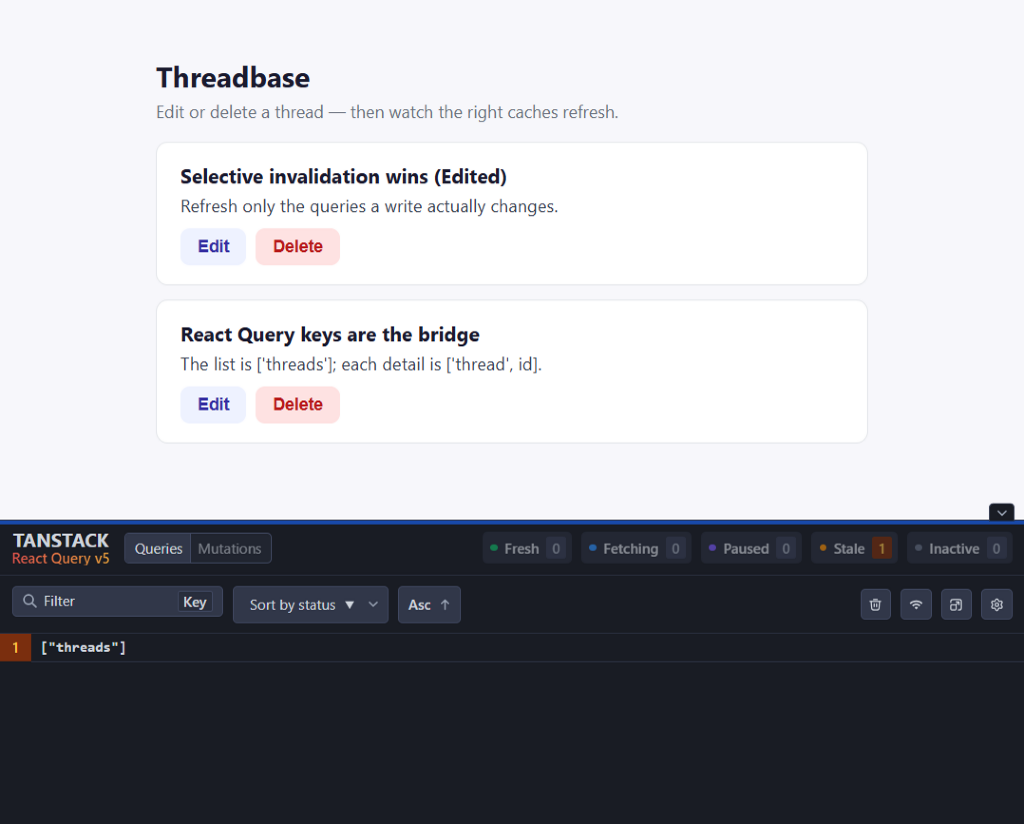 Threadbase
Edit or delete a thread — then watch the right caches refresh.
Selective invalidation wins (Edited)
Refresh only the queries a write actually changes.
Edit Delete
React Query keys are the bridge
The list is ['threads']; each detail is ['thread', id].
Edit Delete
TANSTACK
React Query v5
Queries Mutations
Fresh 0 Fetching 0 Paused 0 Stale 1 Inactive 0
Filter Key Sort by status ▼ Asc ↑
1 ["threads"]